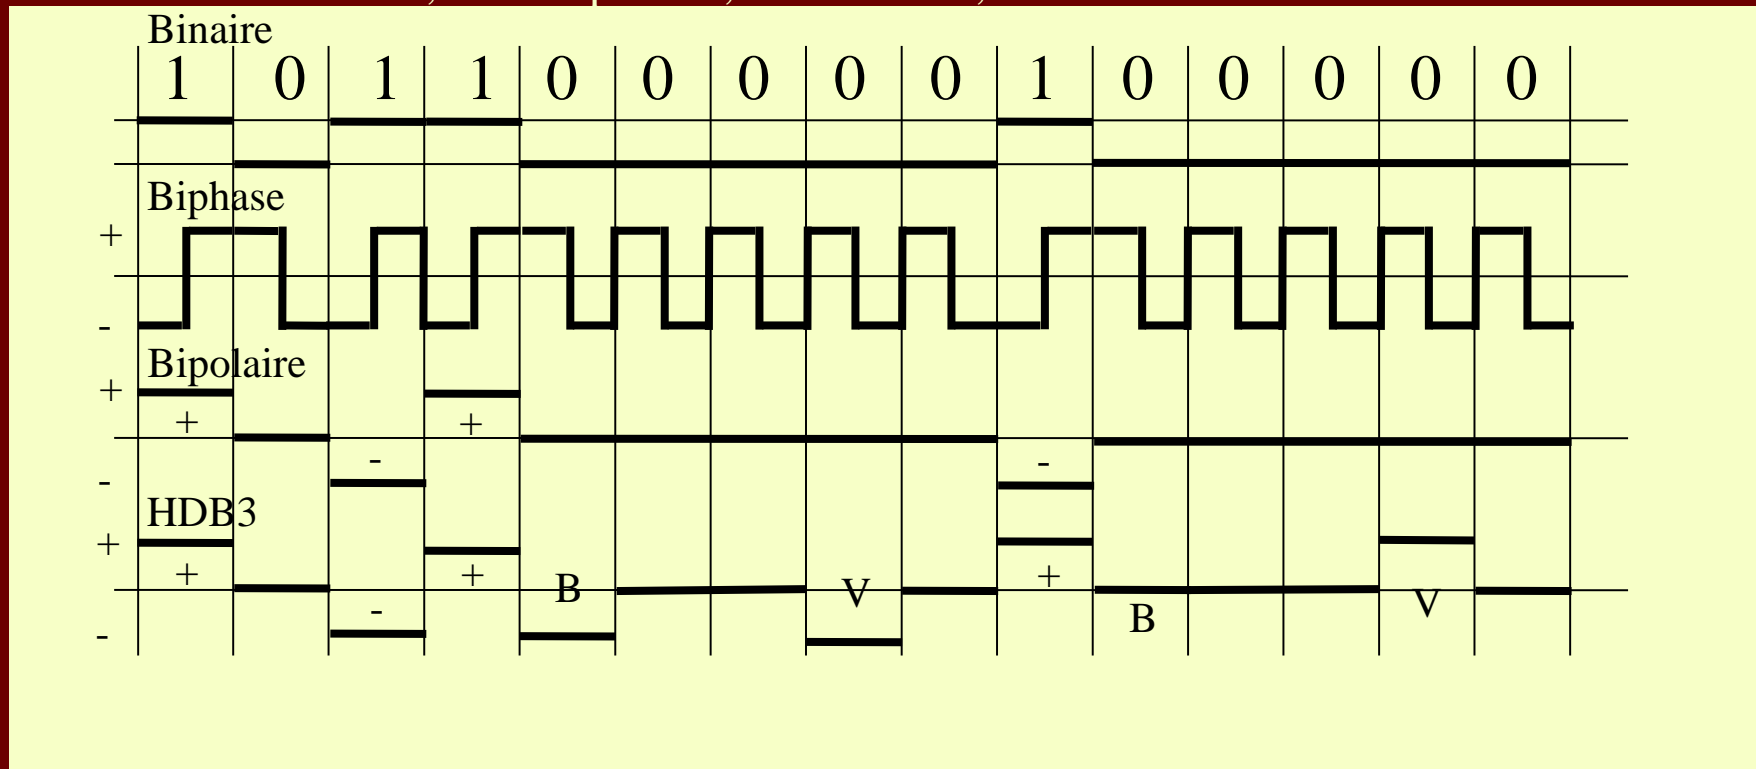 Binaire
1 0 1 1 0 0 0 0 0 1 0 0 0 0 0
Biphase
+
-
Bipolaire
+
+ +
- -
-
HDB3
+
+ + B V + B V
-
-